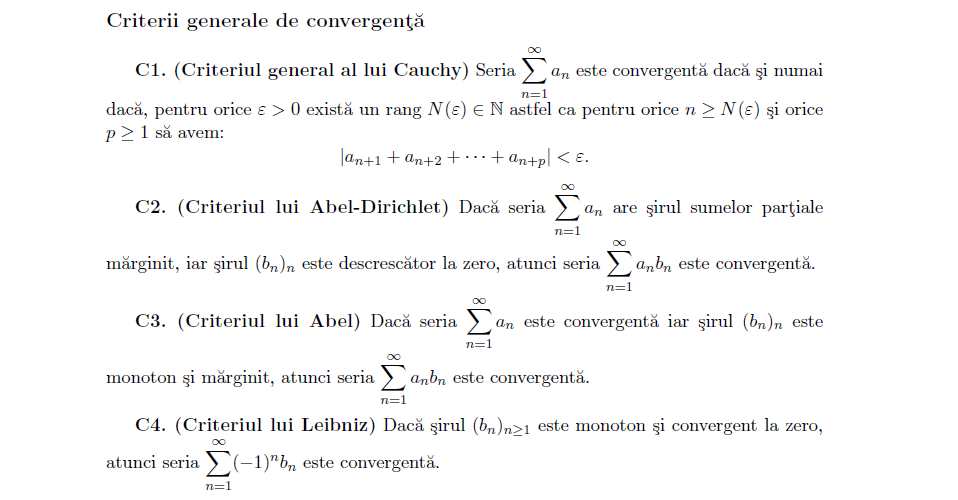 Criterii generale de convergenţă
C1. (Criteriul general al lui Cauchy) Seria $\sum_{n=1}^{\infty} a_n$ este convergentă dacă şi numai
dacă, pentru orice $\varepsilon > 0$ există un rang $N(\varepsilon) \in \mathbb{N}$ astfel ca pentru orice $n \geq N(\varepsilon)$ şi orice
$p \geq 1$ să avem:
$|a_{n+1} + a_{n+2} + \cdots + a_{n+p}| < \varepsilon.$
C2. (Criteriul lui Abel-Dirichlet) Dacă seria $\sum_{n=1}^{\infty} a_n$ are şirul sumelor parţiale
mărginit, iar şirul $(b_n)_n$ este descrescător la zero, atunci seria $\sum_{n=1}^{\infty} a_n b_n$ este convergentă.
C3. (Criteriul lui Abel) Dacă seria $\sum_{n=1}^{\infty} a_n$ este convergentă iar şirul $(b_n)_n$ este
monoton şi mărginit, atunci seria $\sum_{n=1}^{\infty} a_n b_n$ este convergentă.
C4. (Criteriul lui Leibniz) Dacă şirul $(b_n)_{n \geq 1}$ este monoton şi convergent la zero,
atunci seria $\sum_{n=1}^{\infty} (-1)^n b_n$ este convergentă.